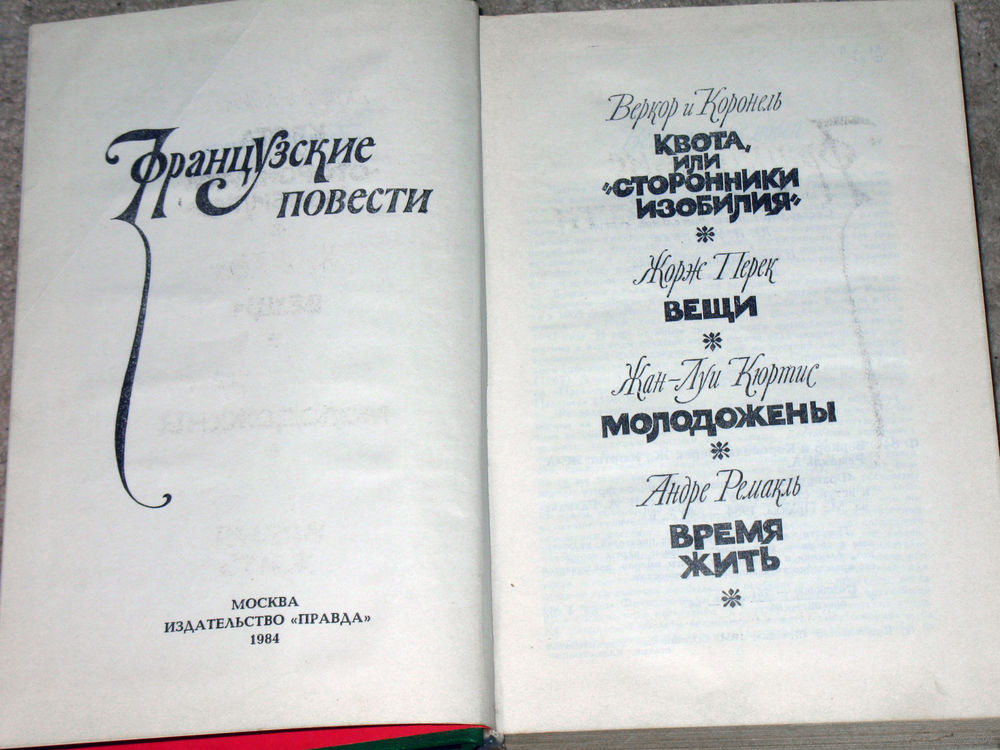 Французские
повести
МОСКВА
ИЗДАТЕЛЬСТВО «ПРАВДА»
1984
Веркор и Коронель
КВОТА,
ИЛИ
"СТОРОННИКИ
ИЗОБИЛИЯ"
Жорж Перек
ВЕЩИ
Жан-Луи Кюртис
МОЛОДОЖЕНЫ
Андре Ремакль
ВРЕМЯ
ЖИТЬ